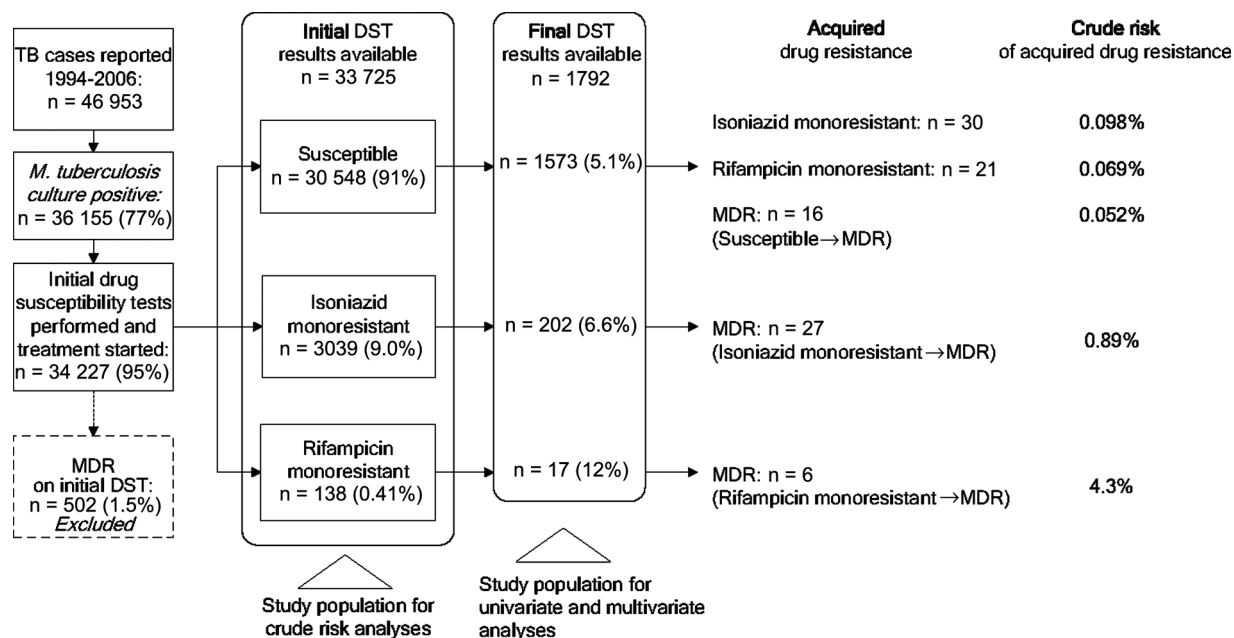 TB cases reported
1994-2006:
n = 46 953
M. tuberculosis
culture positive:
n = 36 155 (77%)
Initial drug
susceptibility tests
performed and
treatment started:
n = 34 227 (95%)
MDR
on initial DST:
n = 502 (1.5%)
Excluded
Initial DST
results available
n = 33 725
Susceptible
n = 30 548 (91%)
Isoniazid
monoresistant
n = 3039 (9.0%)
Rifampicin
monoresistant
n = 138 (0.41%)
Study population for
crude risk analyses
Final DST
results available
n = 1792
n = 1573 (5.1%)
n = 202 (6.6%)
n = 17 (12%)
Study population for
univariate and multivariate
analyses
Acquired
drug resistance
Isoniazid monoresistant: n = 30
Rifampicin monoresistant: n = 21
MDR: n = 16
(Susceptible→MDR)
MDR: n = 27
(Isoniazid monoresistant→MDR)
MDR: n = 6
(Rifampicin monoresistant→MDR)
Crude risk
of acquired drug resistance
0.098%
0.069%
0.052%
0.89%
4.3%